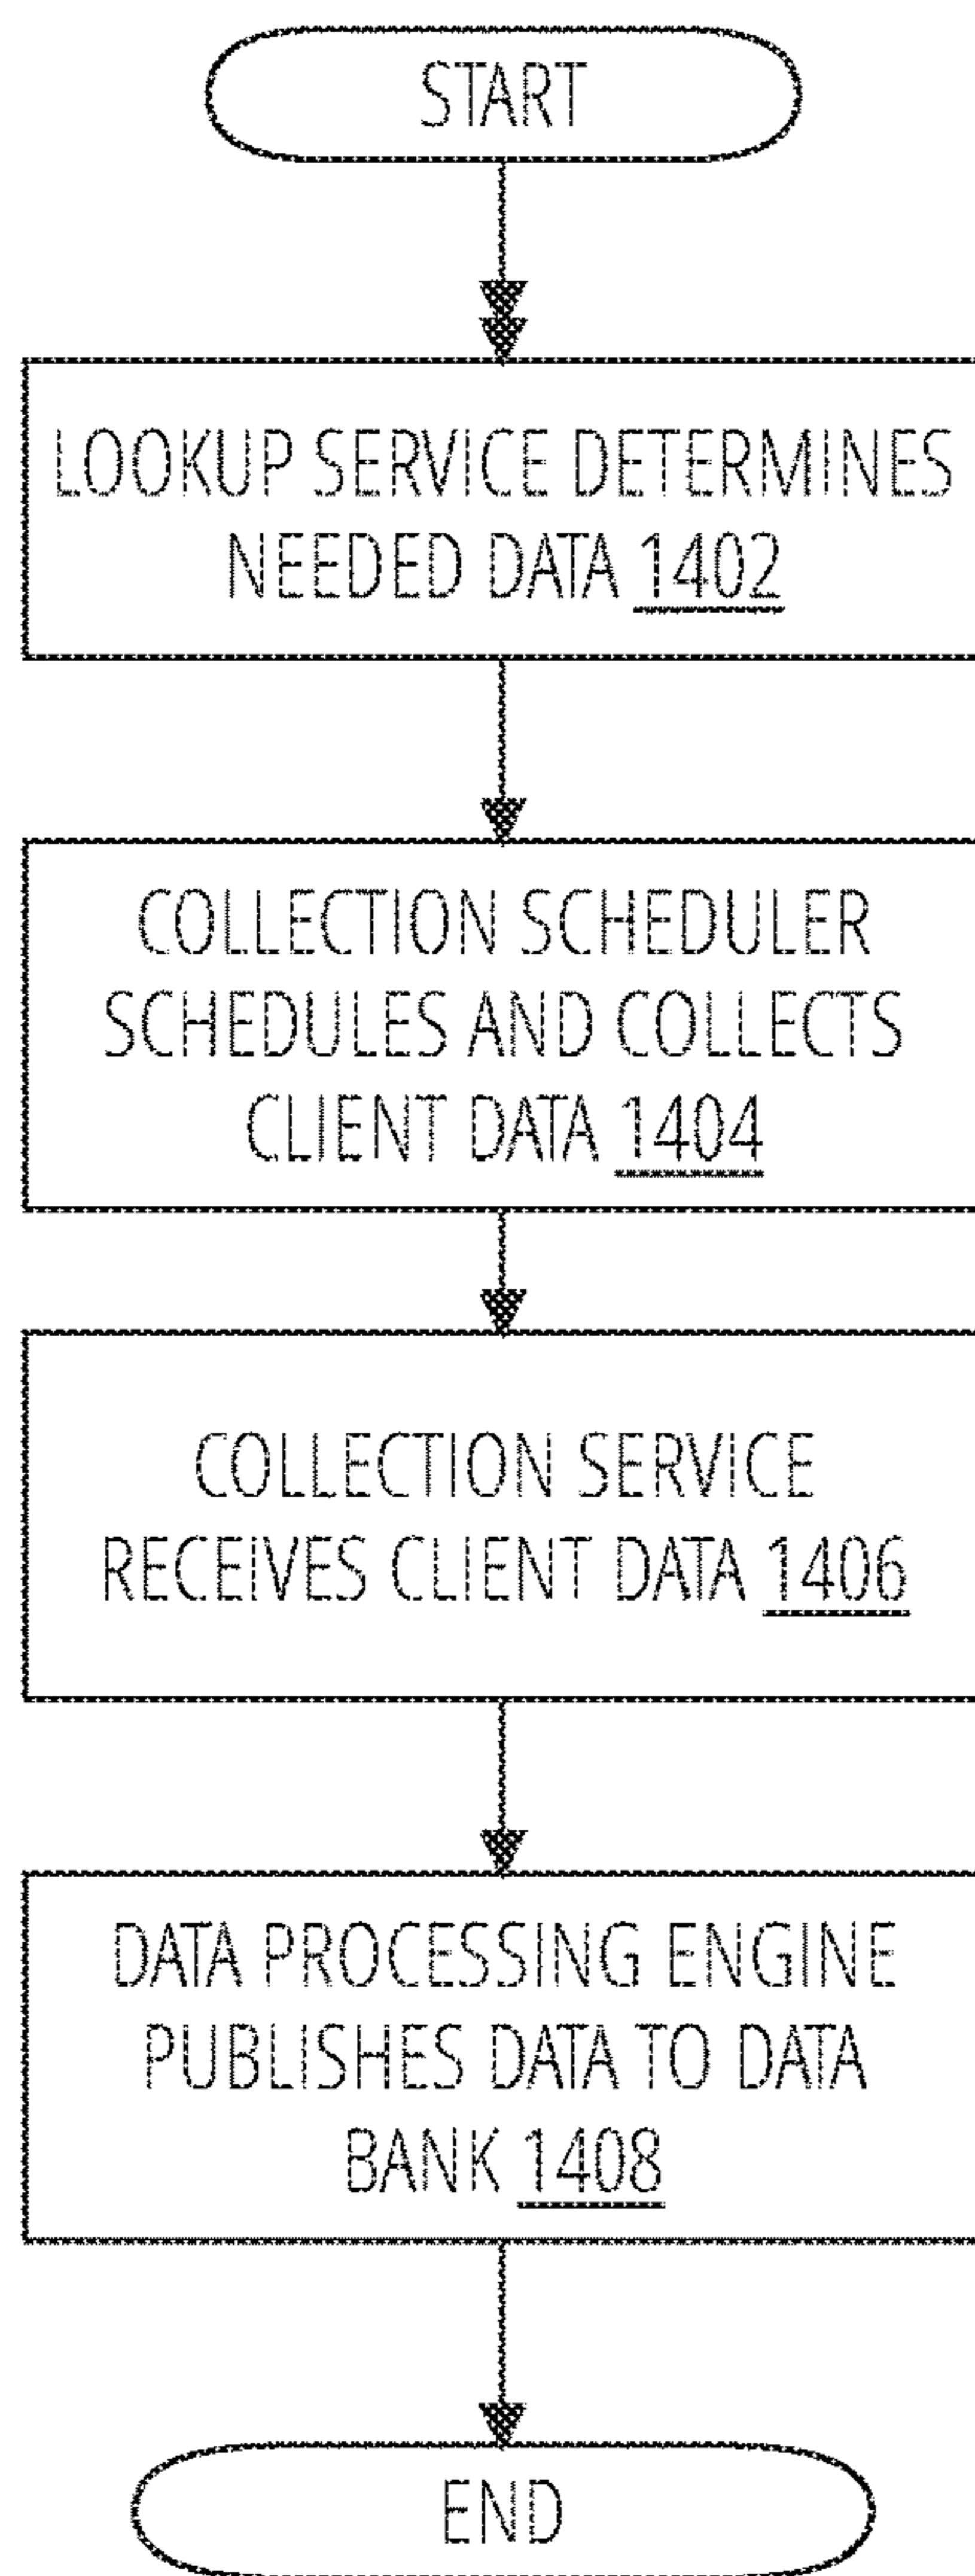 START
LOOKUP SERVICE DETERMINES
NEEDED DATA 1402
COLLECTION SCHEDULER
SCHEDULES AND COLLECTS
CLIENT DATA 1404
COLLECTION SERVICE
RECEIVES CLIENT DATA 1406
DATA PROCESSING ENGINE
PUBLISHES DATA TO DATA
BANK 1408
END